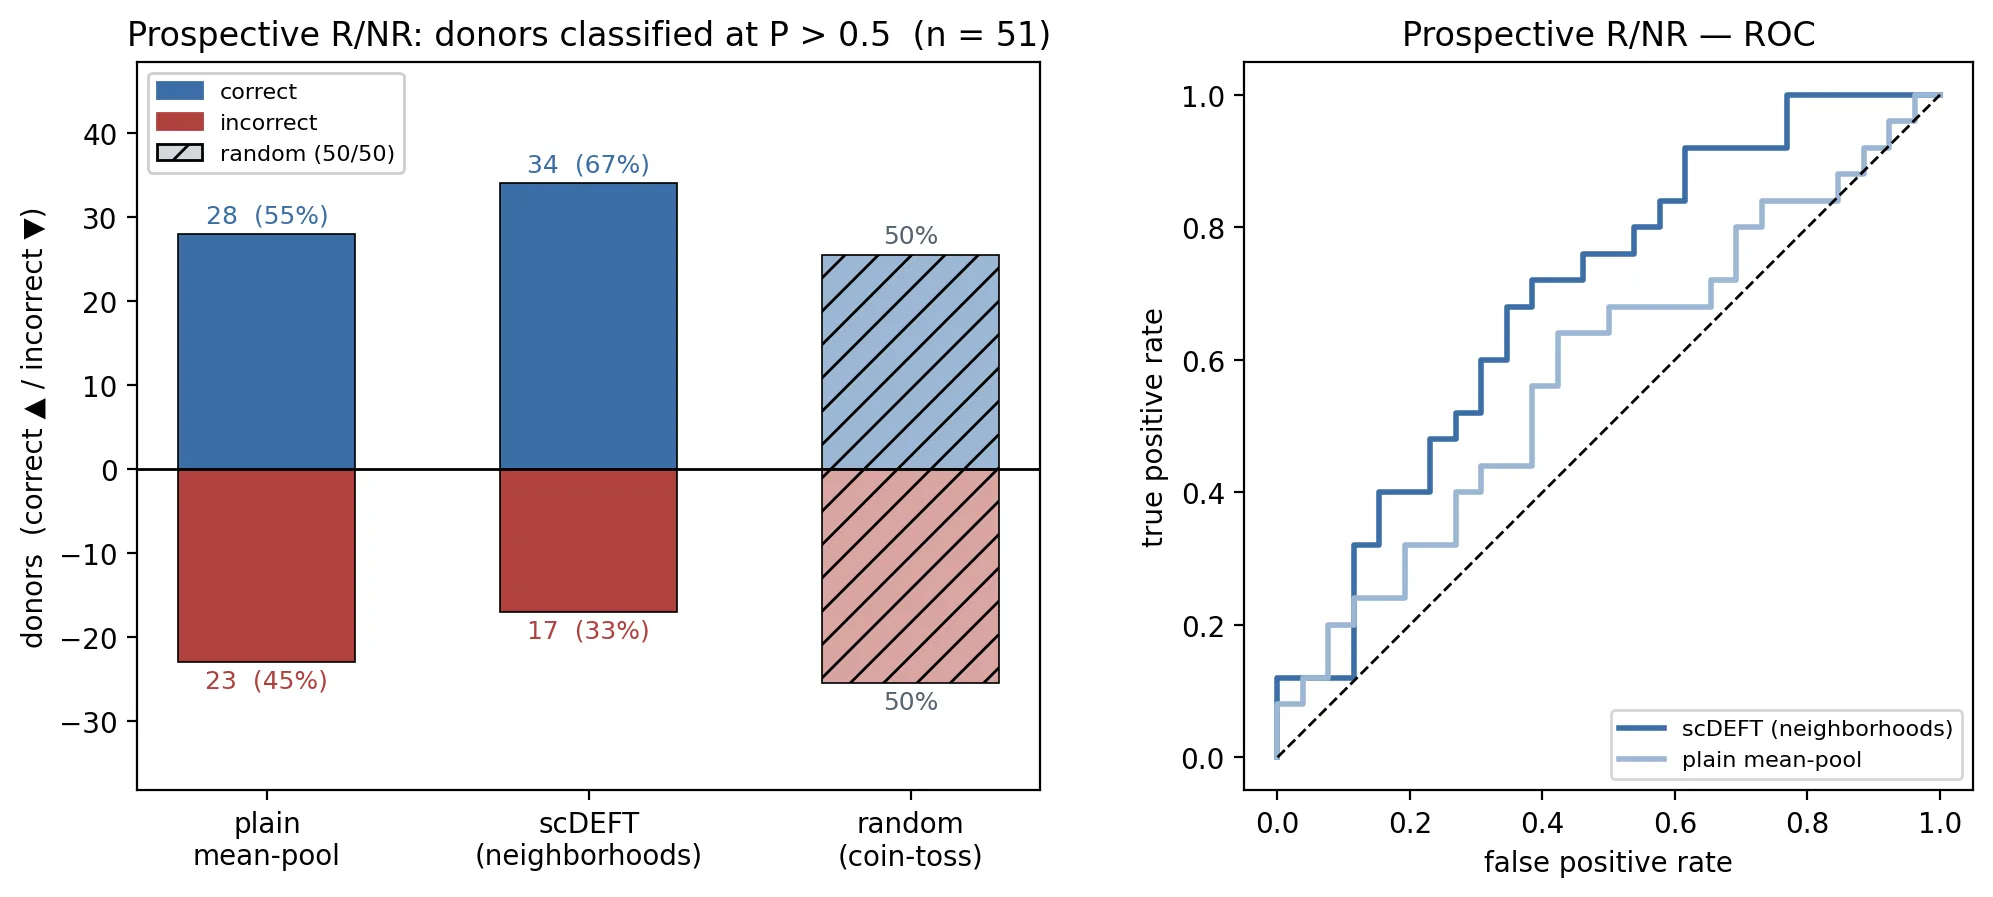 Prospective R/NR: donors classified at P > 0.5 (n = 51)
correct
incorrect
random (50/50)
donors (correct ▲ / incorrect ▼)
40
30
20
10
0
−10
−20
−30
28 (55%)
23 (45%)
34 (67%)
17 (33%)
50%
50%
plain
mean-pool
scDEFT
(neighborhoods)
random
(coin-toss)
Prospective R/NR — ROC
true positive rate
1.0
0.8
0.6
0.4
0.2
0.0
scDEFT (neighborhoods)
plain mean-pool
0.0
0.2
0.4
0.6
0.8
1.0
false positive rate